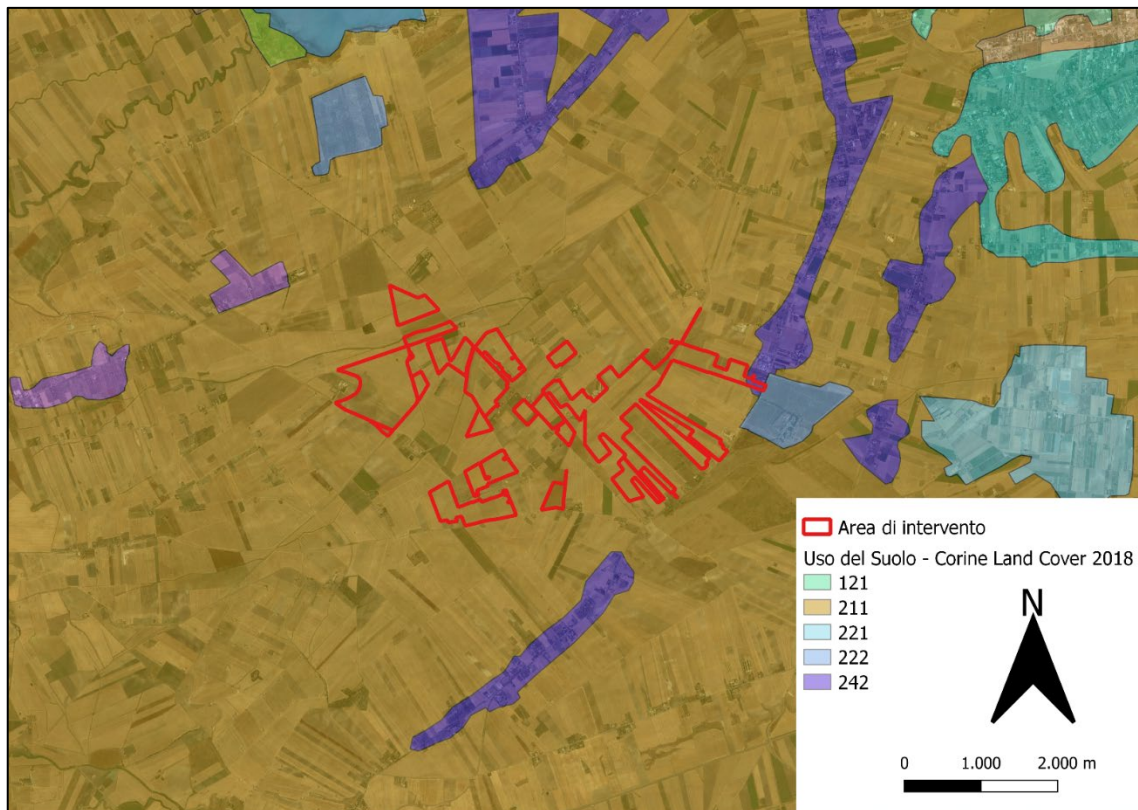 Area di intervento
Uso del Suolo - Corine Land Cover 2018
121
211
221
222
242
N
0 1.000 2.000 m